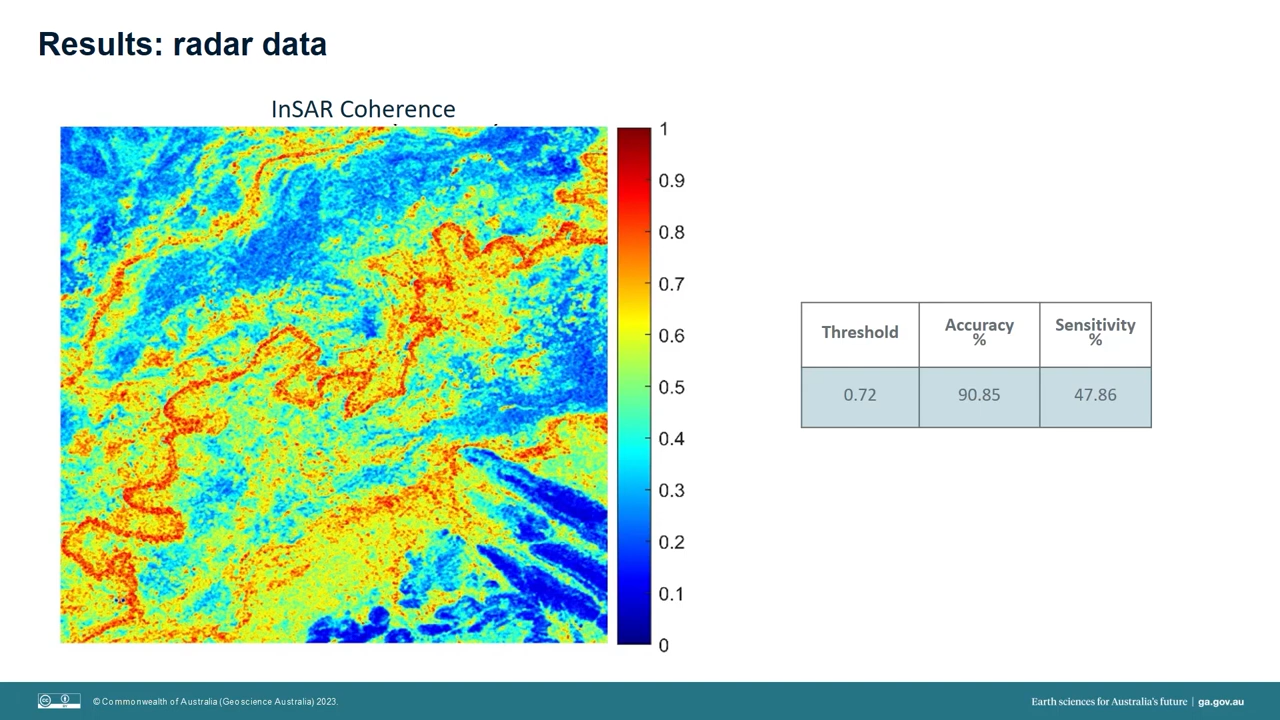 Results: radar data
InSAR Coherence
1
0.9
0.8
0.7
0.6
0.5
0.4
0.3
0.2
0.1
0
Threshold Accuracy % Sensitivity %
0.72 90.85 47.86
© Commonwealth of Australia (Geoscience Australia) 2023.
Earth sciences for Australia's future | ga.gov.au